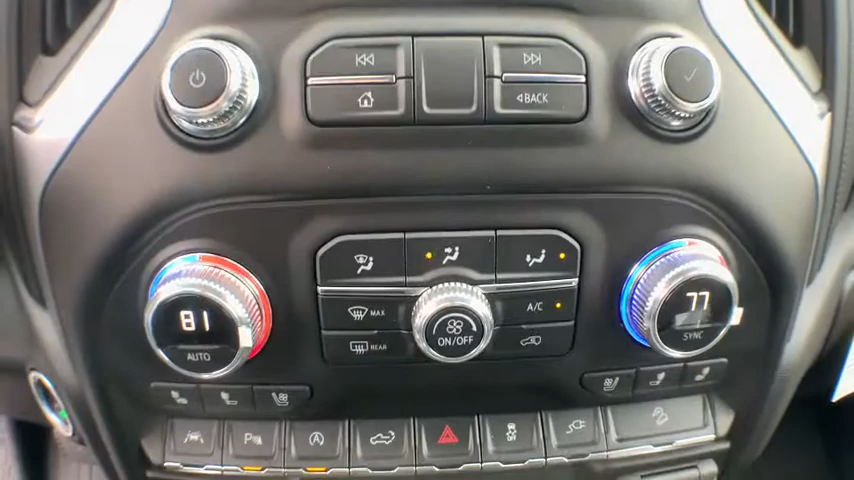 BACK
81
AUTO
MAX
REAR
ON/OFF
A/C
77
SYNC
A